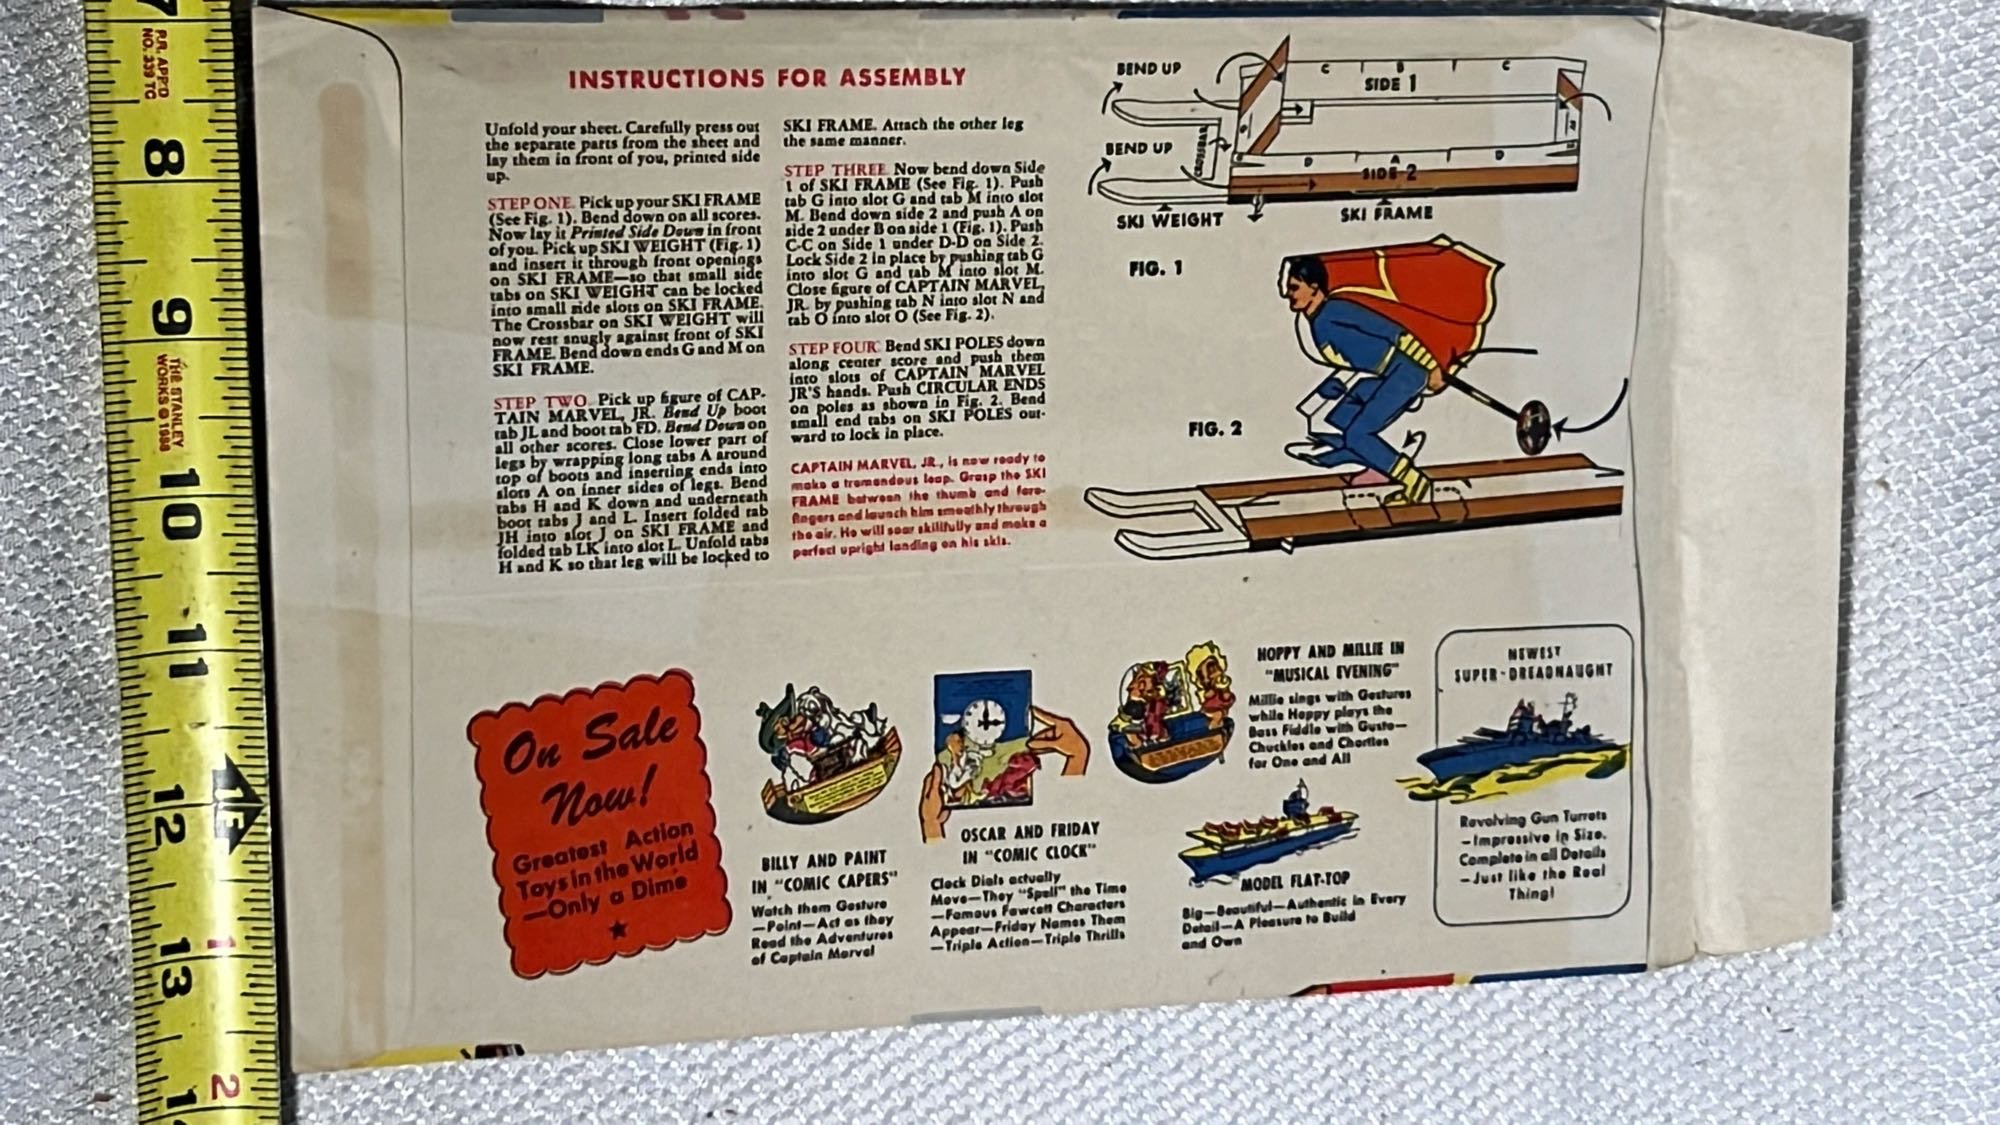 INSTRUCTIONS FOR ASSEMBLY
Unfold your sheet. Carefully press out
the separate parts from the sheet and
lay them in front of you, printed side
up.
STEP ONE. Pick up your SKI FRAME
(See Fig. 1). Bend down on all scores.
Now lay it Printed Side Down in front
of you. Pick up SKI WEIGHT (Fig. 1)
and insert it through front openings
on SKI FRAME—so that small side
tabs on SKI WEIGHT can be locked
into small side slots on SKI FRAME.
The Crossbar on SKI WEIGHT will
now rest snugly against front of SKI
FRAME. Bend down ends G and M on
SKI FRAME.
STEP TWO. Pick up figure of CAP-
TAIN MARVEL, JR. Bend Up boot
tab JL and boot tab FD. Bend Down on
all other scores. Close lower part of
legs by wrapping long tabs A around
top of boots and inserting ends into
slots A on inner sides of legs. Bend
tabs H and K down and underneath
boot tabs J and L. Insert folded tab
JH into slot J on SKI FRAME and
folded tab LK into slot L. Unfold tabs
H and K so that leg will be locked to
SKI FRAME. Attach the other leg
the same manner.
STEP THREE. Now bend down Side
1 of SKI FRAME (See Fig. 1). Push
tab G into slot G and tab M into slot
M. Bend down side 2 and push A on
side 2 under B on side 1 (Fig. 1). Push
C-C on Side 1 under D-D on Side 2.
Lock Side 2 in place by pushing tab G
into slot G and tab M into slot M.
Close figure of CAPTAIN MARVEL,
JR. by pushing tab N into slot N and
tab O into slot O (See Fig. 2).
STEP FOUR. Bend SKI POLES down
along center score and push them
into slots of CAPTAIN MARVEL
JR'S hands. Push CIRCULAR ENDS
on poles as shown in Fig. 2. Bend
small end tabs on SKI POLES out-
ward to lock in place.
CAPTAIN MARVEL, JR., is now ready to
make a tremendous leap. Grasp the SKI
FRAME between the thumb and fore-
fingers and launch him smoothly through
the air. He will soar skillfully and make a
perfect upright landing on his skis.
BEND UP
BEND UP
CROSSBAR
C B C
SIDE 1
D A D
SIDE 2
SKI WEIGHT
SKI FRAME
FIG. 1
FIG. 2
On Sale
Now!
Greatest Action
Toys in the World
—Only a Dime
BILLY AND PAINT
IN "COMIC CAPERS"
Watch them Gesture
—Point—Act as they
Read the Adventures
of Captain Marvel
OSCAR AND FRIDAY
IN "COMIC CLOCK"
Clock Dials actually
Move—They "Spell" the Time
—Famous Fawcett Characters
Appear—Friday Names Them
—Triple Action—Triple Thrills
HOPPY AND MILLIE IN
"MUSICAL EVENING"
Millie sings with Gestures
while Hoppy plays the
Bass Fiddle with Gusto—
Chuckles and Chortles
for One and All
MODEL FLAT-TOP
Big—Beautiful—Authentic in Every
Detail—A Pleasure to Build
and Own
NEWEST
SUPER-DREADNAUGHT
Revolving Gun Turrets
—Impressive in Size.
Complete in all Details
—Just like the Real
Thing!
7
P.R. APPR'D
NO. 339 TC
8
9
THE STANLEY
WORKS © 1988
10
11
1F
12
13
1
2